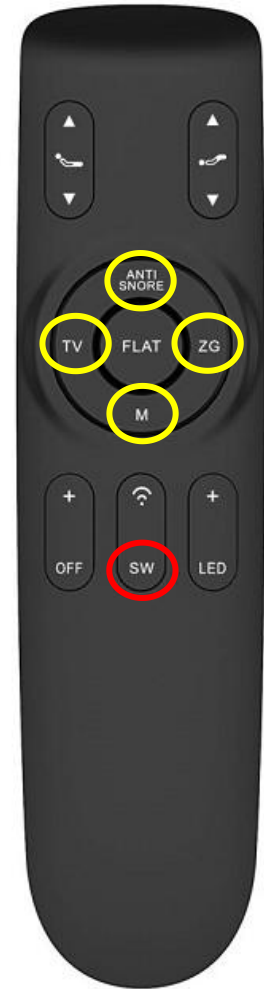 ANTI
SNORE
TV FLAT ZG
M
+ +
OFF SW LED